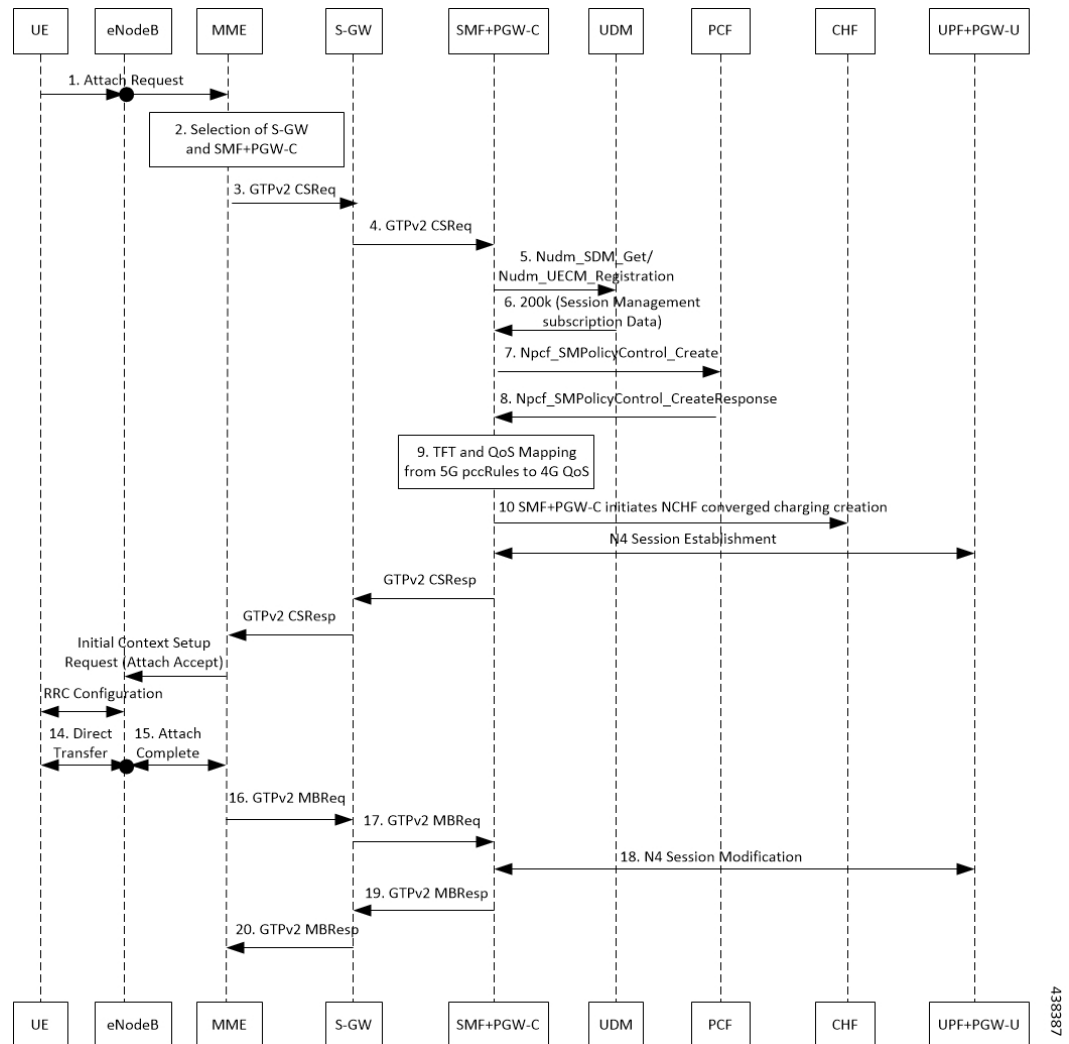 UE
eNodeB
MME
S-GW
SMF+PGW-C
UDM
PCF
CHF
UPF+PGW-U
1. Attach Request
2. Selection of S-GW
and SMF+PGW-C
3. GTPv2 CSReq
4. GTPv2 CSReq
5. Nudm_SDM_Get/
Nudm_UECM_Registration
6. 200k (Session Management
subscription Data)
7. Npcf_SMPolicyControl_Create
8. Npcf_SMPolicyControl_CreateResponse
9. TFT and QoS Mapping
from 5G pccRules to 4G QoS
10 SMF+PGW-C initiates NCHF converged charging creation
N4 Session Establishment
GTPv2 CSResp
GTPv2 CSResp
Initial Context Setup
Request (Attach Accept)
RRC Configuration
14. Direct
Transfer
15. Attach
Complete
16. GTPv2 MBReq
17. GTPv2 MBReq
18. N4 Session Modification
19. GTPv2 MBResp
20. GTPv2 MBResp
UE
eNodeB
MME
S-GW
SMF+PGW-C
UDM
PCF
CHF
UPF+PGW-U
438387